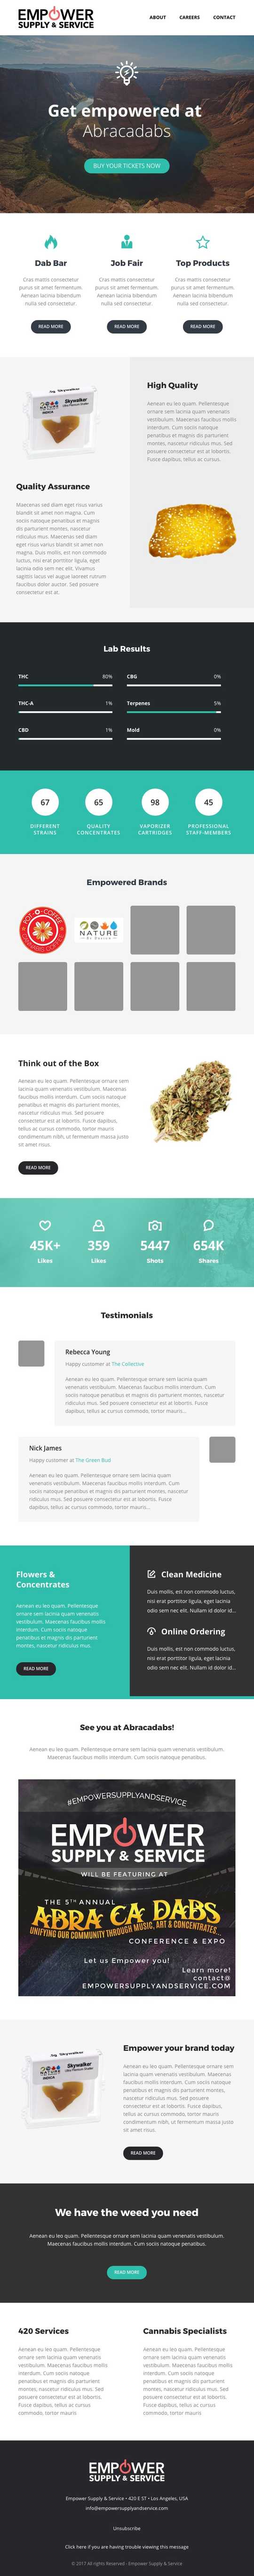 EMPOWER
SUPPLY & SERVICE
ABOUT
CAREERS
CONTACT
Get empowered at
Abracadabs
BUY YOUR TICKETS NOW
Dab Bar
Cras mattis consectetur
purus sit amet fermentum.
Aenean lacinia bibendum
nulla sed consectetur.
READ MORE
Job Fair
Cras mattis consectetur
purus sit amet fermentum.
Aenean lacinia bibendum
nulla sed consectetur.
READ MORE
Top Products
Cras mattis consectetur
purus sit amet fermentum.
Aenean lacinia bibendum
nulla sed consectetur.
READ MORE
Skywalker
NATURE
INDICA
Quality Assurance
Maecenas sed diam eget risus varius
blandit sit amet non magna. Cum
sociis natoque penatibus et magnis
dis parturient montes, nascetur
ridiculus mus. Maecenas sed diam
eget risus varius blandit sit amet non
magna. Duis mollis, est non commodo
luctus, nisi erat porttitor ligula, eget
lacinia odio sem nec elit. Vivamus
sagittis lacus vel augue laoreet rutrum
faucibus dolor auctor. Sed posuere
consectetur est at.
High Quality
Aenean eu leo quam. Pellentesque
ornare sem lacinia quam venenatis
vestibulum. Maecenas faucibus mollis
interdum. Cum sociis natoque
penatibus et magnis dis parturient
montes, nascetur ridiculus mus. Sed
posuere consectetur est at lobortis.
Fusce dapibus, tellus ac cursus.
Lab Results
THC 80%
CBG 0%
THC-A 1%
Terpenes 5%
CBD 1%
Mold 0%
67
DIFFERENT
STRAINS
65
QUALITY
CONCENTRATES
98
VAPORIZER
CARTRIDGES
45
PROFESSIONAL
STAFF-MEMBERS
Empowered Brands
POT-O-COFFEE
NATURE
Think out of the Box
Aenean eu leo quam. Pellentesque ornare sem
lacinia quam venenatis vestibulum. Maecenas
faucibus mollis interdum. Cum sociis natoque
penatibus et magnis dis parturient montes,
nascetur ridiculus mus. Sed posuere
consectetur est at lobortis. Fusce dapibus,
tellus ac cursus commodo, tortor mauris
condimentum nibh, ut fermentum massa justo
sit amet risus.
READ MORE
45K+
Likes
359
Likes
5447
Shots
654K
Shares
Testimonials
Rebecca Young
Happy customer at The Collective
Aenean eu leo quam. Pellentesque ornare sem lacinia quam
venenatis vestibulum. Maecenas faucibus mollis interdum. Cum
sociis natoque penatibus et magnis dis parturient montes, nascetur
ridiculus mus. Sed posuere consectetur est at lobortis. Fusce
dapibus, tellus ac cursus commodo, tortor mauris...
Nick James
Happy customer at The Green Bud
Aenean eu leo quam. Pellentesque ornare sem lacinia quam
venenatis vestibulum. Maecenas faucibus mollis interdum. Cum
sociis natoque penatibus et magnis dis parturient montes, nascetur
ridiculus mus. Sed posuere consectetur est at lobortis. Fusce
dapibus, tellus ac cursus commodo, tortor mauris...
Flowers &
Concentrates
Aenean eu leo quam. Pellentesque
ornare sem lacinia quam venenatis
vestibulum. Maecenas faucibus mollis
interdum. Cum sociis natoque
penatibus et magnis dis parturient
montes, nascetur ridiculus mus.
READ MORE
Clean Medicine
Duis mollis, est non commodo luctus,
nisi erat porttitor ligula, eget lacinia
odio sem nec elit. Nullam id dolor id...
Online Ordering
Duis mollis, est non commodo luctus,
nisi erat porttitor ligula, eget lacinia
odio sem nec elit. Nullam id dolor id...
See you at Abracadabs!
Aenean eu leo quam. Pellentesque ornare sem lacinia quam venenatis vestibulum.
Maecenas faucibus mollis interdum. Cum sociis natoque penatibus.
#EMPOWERSUPPLYANDSERVICE
EMPOWER
SUPPLY & SERVICE
WILL BE FEATURING AT
THE 5TH ANNUAL
ABRA CA DABS
UNIFYING OUR COMMUNITY THROUGH MUSIC, ART & CONCENTRATES...
CONFERENCE & EXPO
Let us Empower you!
Learn more!
contact@
EMPOWERSUPPLYANDSERVICE.COM
Skywalker
NATURE
INDICA
Empower your brand today
Aenean eu leo quam. Pellentesque ornare sem
lacinia quam venenatis vestibulum. Maecenas
faucibus mollis interdum. Cum sociis natoque
penatibus et magnis dis parturient montes,
nascetur ridiculus mus. Sed posuere
consectetur est at lobortis. Fusce dapibus,
tellus ac cursus commodo, tortor mauris
condimentum nibh, ut fermentum massa justo
sit amet risus.
READ MORE
We have the weed you need
Aenean eu leo quam. Pellentesque ornare sem lacinia quam venenatis vestibulum.
Maecenas faucibus mollis interdum. Cum sociis natoque penatibus.
READ MORE
420 Services
Aenean eu leo quam. Pellentesque
ornare sem lacinia quam venenatis
vestibulum. Maecenas faucibus mollis
interdum. Cum sociis natoque
penatibus et magnis dis parturient
montes, nascetur ridiculus mus. Sed
posuere consectetur est at lobortis.
Fusce dapibus, tellus ac cursus
commodo, tortor mauris
Cannabis Specialists
Aenean eu leo quam. Pellentesque
ornare sem lacinia quam venenatis
vestibulum. Maecenas faucibus mollis
interdum. Cum sociis natoque
penatibus et magnis dis parturient
montes, nascetur ridiculus mus. Sed
posuere consectetur est at lobortis.
Fusce dapibus, tellus ac cursus
commodo, tortor mauris
EMPOWER
SUPPLY & SERVICE
Empower Supply & Service • 420 E ST • Los Angeles, USA
info@empowersupplyandservice.com
Unsubscribe
Click here if you are having trouble viewing this message
© 2017 All rights Reserved - Empower Supply & Service